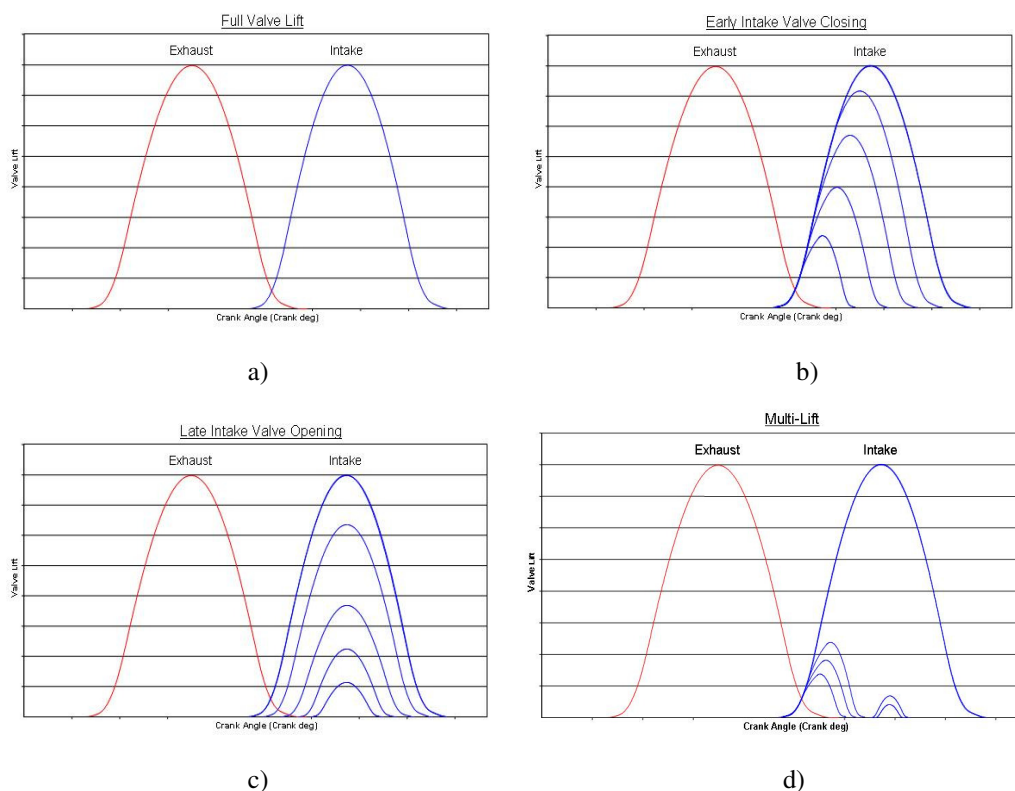 Full Valve Lift
Exhaust Intake
Valve Lift
Crank Angle (Crank deg)
a)
Early Intake Valve Closing
Exhaust Intake
Valve Lift
Crank Angle (Crank deg)
b)
Late Intake Valve Opening
Exhaust Intake
Valve Lift
Crank Angle (Crank deg)
c)
Multi-Lift
Exhaust Intake
Valve Lift
Crank Angle (Crank deg)
d)